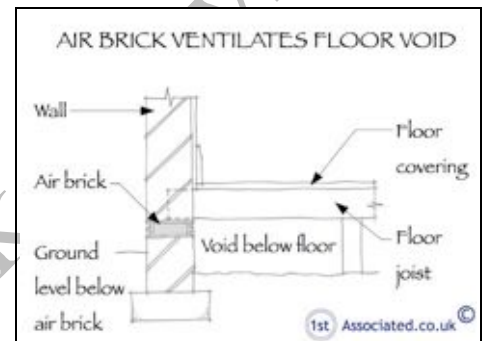 AIR BRICK VENTILATES FLOOR VOID
Wall
Air brick
Ground
level below
air brick
Void below floor
Floor
covering
Floor
joist
1st Associated.co.uk ©